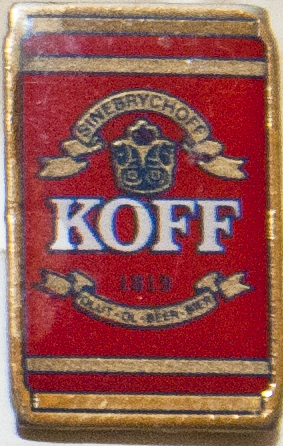 SINEBRYCHOFF
KOFF
1819
OLUT-ÖL-BEER-BIER